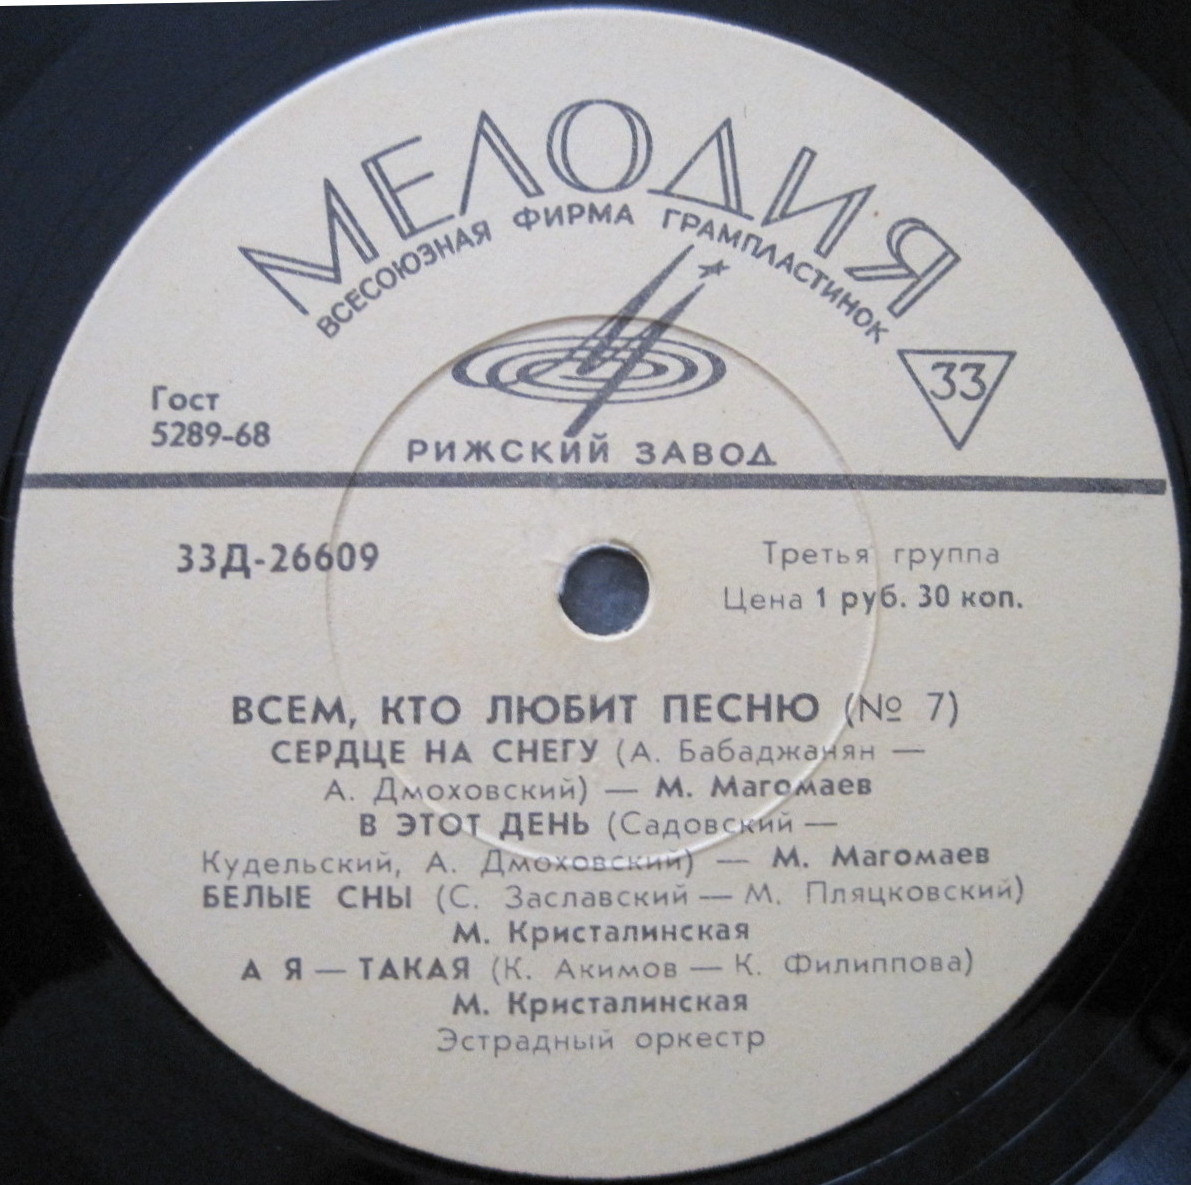 МЕЛОДИЯ
ВСЕСОЮЗНАЯ ФИРМА ГРАМПЛАСТИНОК
33
Гост
5289-68
РИЖСКИЙ ЗАВОД
33Д-26609
Третья группа
Цена 1 руб. 30 коп.
ВСЕМ, КТО ЛЮБИТ ПЕСНЮ (№ 7)
СЕРДЦЕ НА СНЕГУ (А. Бабаджанян —
А. Дмоховский) — М. Магомаев
В ЭТОТ ДЕНЬ (Садовский —
Кудельский, А. Дмоховский) — М. Магомаев
БЕЛЫЕ СНЫ (С. Заславский — М. Пляцковский)
М. Кристалинская
А Я — ТАКАЯ (К. Акимов — К. Филиппова)
М. Кристалинская
Эстрадный оркестр